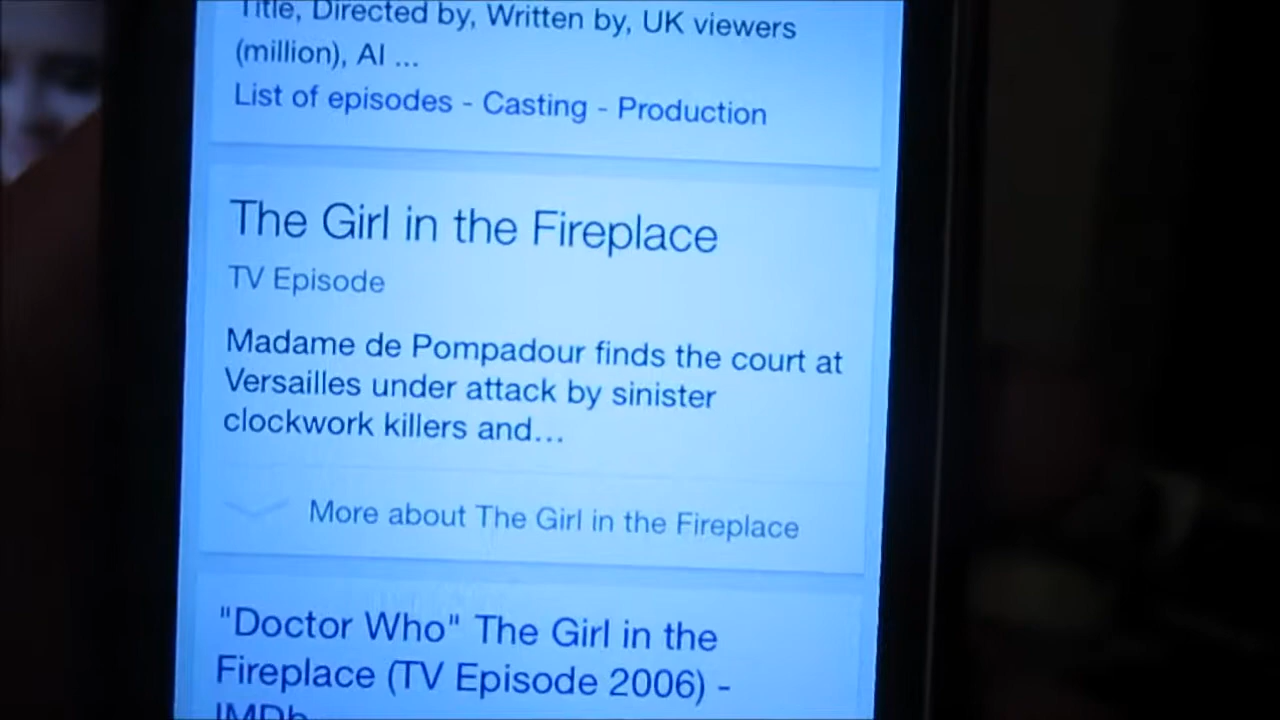 Title, Directed by, Written by, UK viewers
(million), AI ...
List of episodes - Casting - Production
The Girl in the Fireplace
TV Episode
Madame de Pompadour finds the court at
Versailles under attack by sinister
clockwork killers and...
More about The Girl in the Fireplace
"Doctor Who" The Girl in the
Fireplace (TV Episode 2006) -
IMDb